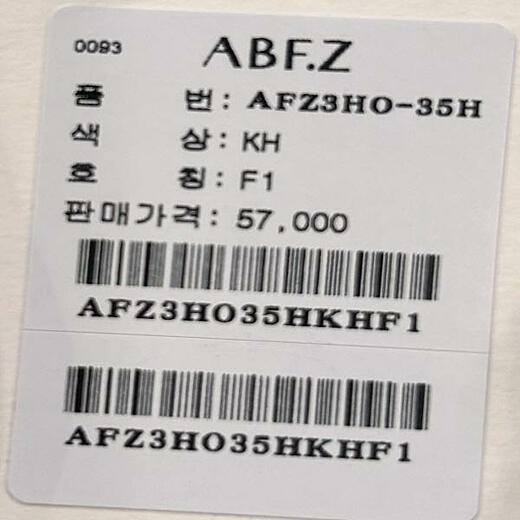 0093 ABF.Z
품 번: AFZ3HO-35H
색 상: KH
호 칭: F1
판매가격: 57,000
AFZ3HO35HKHF1
AFZ3HO35HKHF1